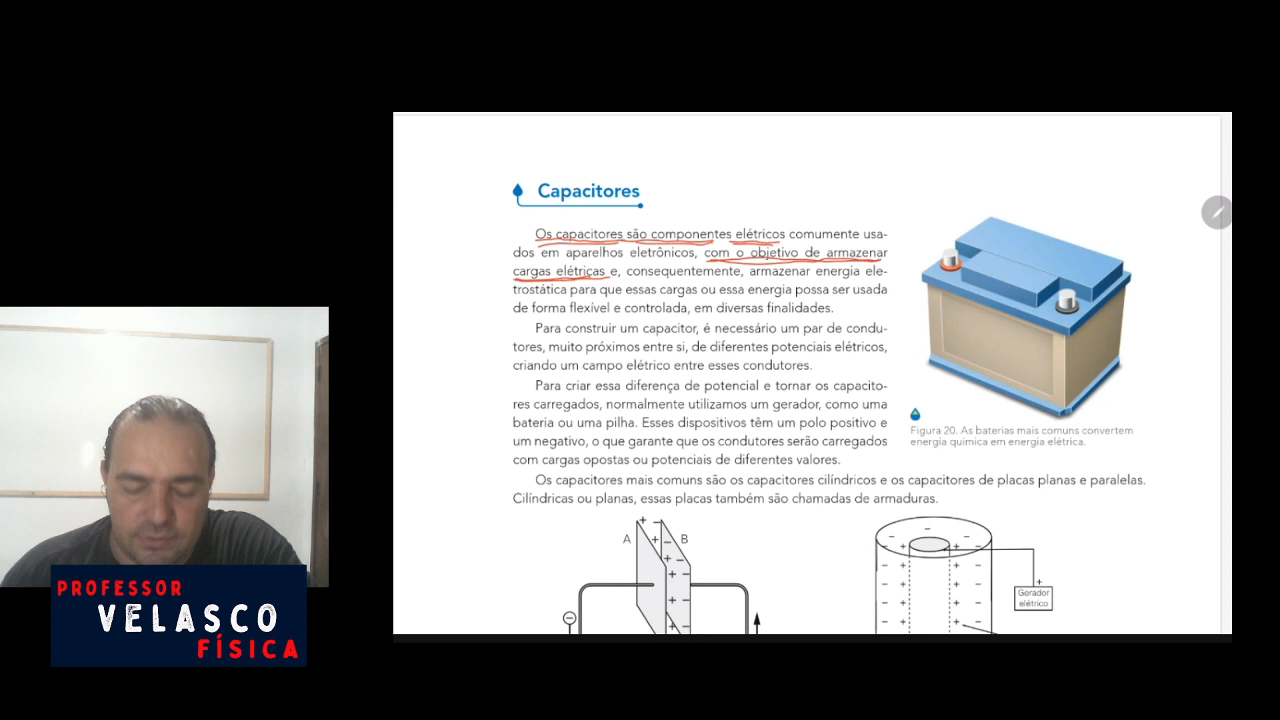 Capacitores
Os capacitores são componentes elétricos comumente usa-
dos em aparelhos eletrônicos, com o objetivo de armazenar
cargas elétricas e, consequentemente, armazenar energia ele-
trostática para que essas cargas ou essa energia possa ser usada
de forma flexível e controlada, em diversas finalidades.
Para construir um capacitor, é necessário um par de condu-
tores, muito próximos entre si, de diferentes potenciais elétricos,
criando um campo elétrico entre esses condutores.
Para criar essa diferença de potencial e tornar os capacito-
res carregados, normalmente utilizamos um gerador, como uma
bateria ou uma pilha. Esses dispositivos têm um polo positivo e
um negativo, o que garante que os condutores serão carregados
com cargas opostas ou potenciais de diferentes valores.
Figura 20. As baterias mais comuns convertem
energia química em energia elétrica.
Os capacitores mais comuns são os capacitores cilíndricos e os capacitores de placas planas e paralelas.
Cilíndricas ou planas, essas placas também são chamadas de armaduras.
A
B
Gerador
elétrico
PROFESSOR
VELASCO
FÍSICA